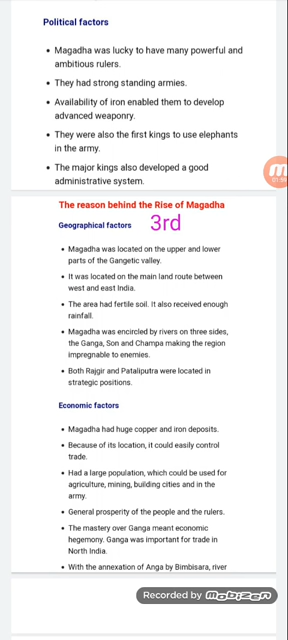 Political factors
• Magadha was lucky to have many powerful and
ambitious rulers.
• They had strong standing armies.
• Availability of iron enabled them to develop
advanced weaponry.
• They were also the first kings to use elephants
in the army.
• The major kings also developed a good
administrative system.
The reason behind the Rise of Magadha
Geographical factors 3rd
• Magadha was located on the upper and lower
parts of the Gangetic valley.
• It was located on the main land route between
west and east India.
• The area had fertile soil. It also received enough
rainfall.
• Magadha was encircled by rivers on three sides,
the Ganga, Son and Champa making the region
impregnable to enemies.
• Both Rajgir and Pataliputra were located in
strategic positions.
Economic factors
• Magadha had huge copper and iron deposits.
• Because of its location, it could easily control
trade.
• Had a large population, which could be used for
agriculture, mining, building cities and in the
army.
• General prosperity of the people and the rulers.
• The mastery over Ganga meant economic
hegemony. Ganga was important for trade in
North India.
• With the annexation of Anga by Bimbisara, river
Recorded by Mobizen